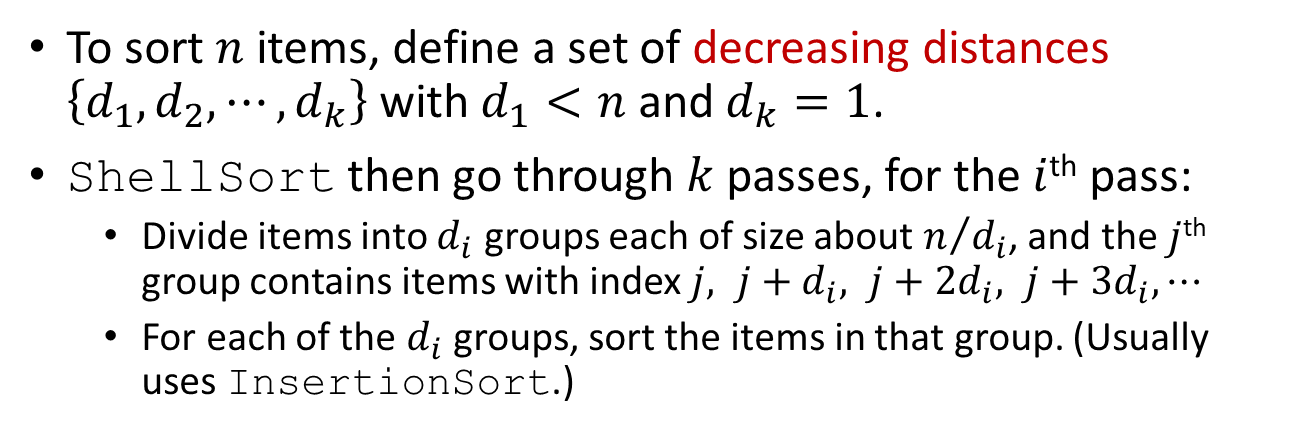 • To sort n items, define a set of decreasing distances
{d₁, d₂, ⋯, dₖ} with d₁ < n and dₖ = 1.
• ShellSort then go through k passes, for the iᵗʰ pass:
• Divide items into dᵢ groups each of size about n/dᵢ, and the jᵗʰ
group contains items with index j, j + dᵢ, j + 2dᵢ, j + 3dᵢ, ⋯
• For each of the dᵢ groups, sort the items in that group. (Usually
uses InsertionSort.)